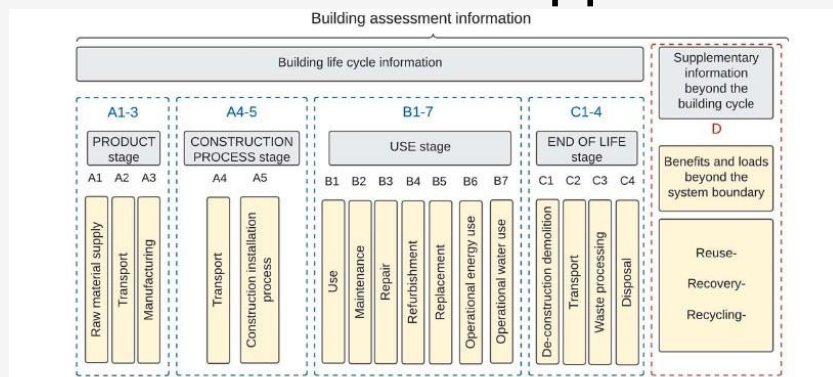 Building assessment information
Building life cycle information
Supplementary
information
beyond the
building cycle
A1-3
A4-5
B1-7
C1-4
D
PRODUCT
stage
CONSTRUCTION
PROCESS stage
USE stage
END OF LIFE
stage
Benefits and loads
beyond the
system boundary
A1 A2 A3
A4 A5
B1 B2 B3 B4 B5 B6 B7
C1 C2 C3 C4
Raw material supply
Transport
Manufacturing
Transport
Construction installation
process
Use
Maintenance
Repair
Refurbishment
Replacement
Operational energy use
Operational water use
De-construction demolition
Transport
Waste processing
Disposal
Reuse-
Recovery-
Recycling-